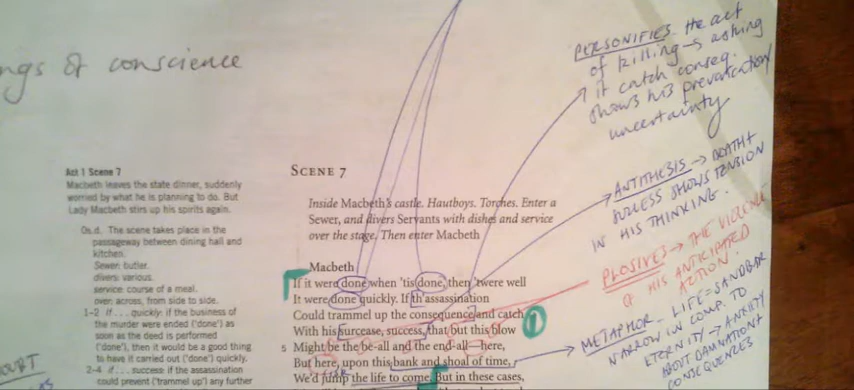 ngs of conscience
PERSONIFIES the act
of killing → asking
it catch conseq.
shows his prevarication/
uncertainty
ANTITHESIS → DEATH +
SUCCESS SHOWS TENSION
IN HIS THINKING.
PLOSIVES → THE VIOLENCE
OF HIS ANTICIPATED
ACTION.
METAPHOR - LIFE = SANDBAR
NARROW IN COMP. TO
ETERNITY → ANXIETY
ABOUT DAMNATION +
CONSEQUENCES
Act 1 Scene 7
Macbeth leaves the state dinner, suddenly
worried by what he is planning to do. But
Lady Macbeth stirs up his spirits again.
0s.d. The scene takes place in the
passageway between dining hall and
kitchen.
Sewer: butler.
divers: various.
service: course of a meal.
over: across, from side to side.
1–2 If . . . quickly: if the business of
the murder were ended ('done') as
soon as the deed is performed
('done'), then it would be a good thing
to have it carried out ('done') quickly.
2–4 if . . . success: if the assassination
could prevent ('trammel up') any further
OUBT
SCENE 7
Inside Macbeth's castle. Hautboys. Torches. Enter a
Sewer, and divers Servants with dishes and service
over the stage. Then enter Macbeth
Macbeth
If it were done when 'tis done, then 'twere well
It were done quickly. If th'assassination
Could trammel up the consequence and catch
1
With his surcease, success, that but this blow
5 Might be the be-all and the end-all—here,
But here, upon this bank and shoal of time,
We'd jump the life to come. But in these cases,